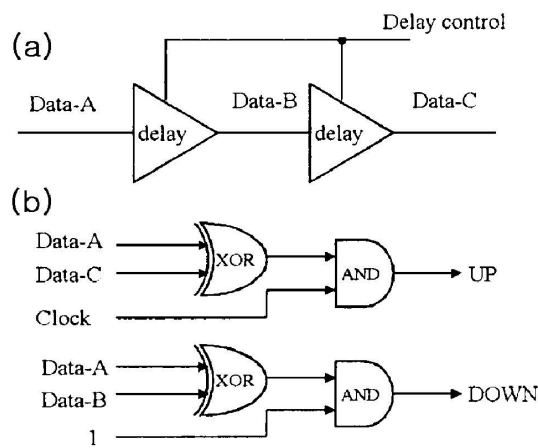 (a)
Delay control
Data-A
Data-B
Data-C
delay
delay
(b)
Data-A
Data-C
Clock
XOR
AND
UP
Data-A
Data-B
1
XOR
AND
DOWN